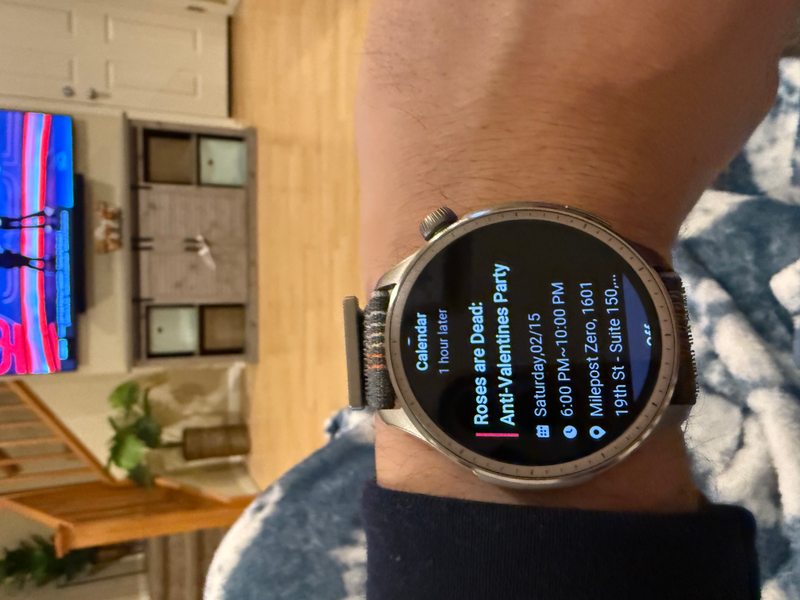 Calendar
1 hour later
Roses are Dead:
Anti-Valentines Party
Saturday,02/15
6:00 PM~10:00 PM
Milepost Zero, 1601
19th St - Suite 150,...